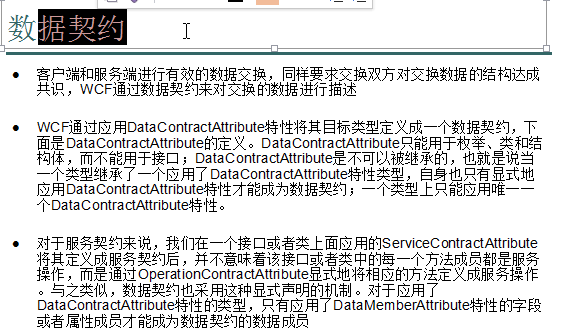 数据契约
客户端和服务端进行有效的数据交换，同样要求交换双方对交换数据的结构达成
共识，WCF通过数据契约来对交换的数据进行描述
WCF通过应用DataContractAttribute特性将其目标类型定义成一个数据契约，下
面是DataContractAttribute的定义。DataContractAttribute只能用于枚举、类和结
构体，而不能用于接口；DataContractAttribute是不可以被继承的，也就是说当
一个类型继承了一个应用了DataContractAttribute特性类型，自身也只有显式地
应用DataContractAttribute特性才能成为数据契约；一个类型上只能应用唯一一
个DataContractAttribute特性。
对于服务契约来说，我们在一个接口或者类上面应用的ServiceContractAttribute
将其定义成服务契约后，并不意味着该接口或者类中的每一个方法成员都是服务
操作，而是通过OperationContractAttribute显式地将相应的方法定义成服务操作
。与之类似，数据契约也采用这种显式声明的机制。对于应用了
DataContractAttribute特性的类型，只有应用了DataMemberAttribute特性的字段
或者属性成员才能成为数据契约的数据成员